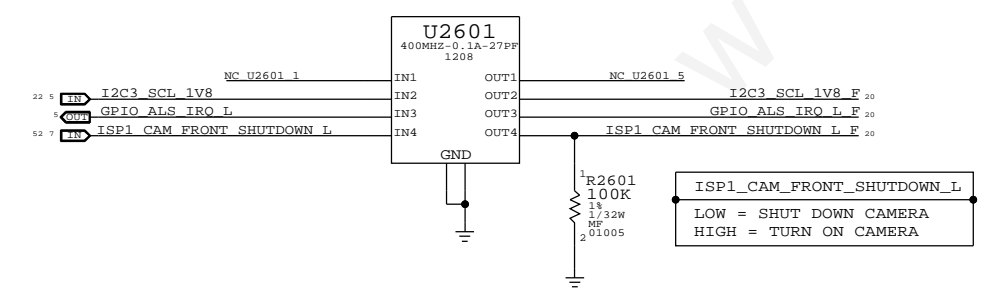 U2601
400MHZ-0.1A-27PF
1208
NC_U2601_1 IN1 OUT1 NC_U2601_5
22 5 IN I2C3_SCL_1V8 IN2 OUT2 I2C3_SCL_1V8_F 20
5 OUT GPIO_ALS_IRQ_L IN3 OUT3 GPIO_ALS_IRQ_L_F 20
52 7 IN ISP1_CAM_FRONT_SHUTDOWN_L IN4 OUT4 ISP1_CAM_FRONT_SHUTDOWN_L_F 20
GND
1
R2601
100K
1%
1/32W
MF
01005
2
ISP1_CAM_FRONT_SHUTDOWN_L
LOW = SHUT DOWN CAMERA
HIGH = TURN ON CAMERA